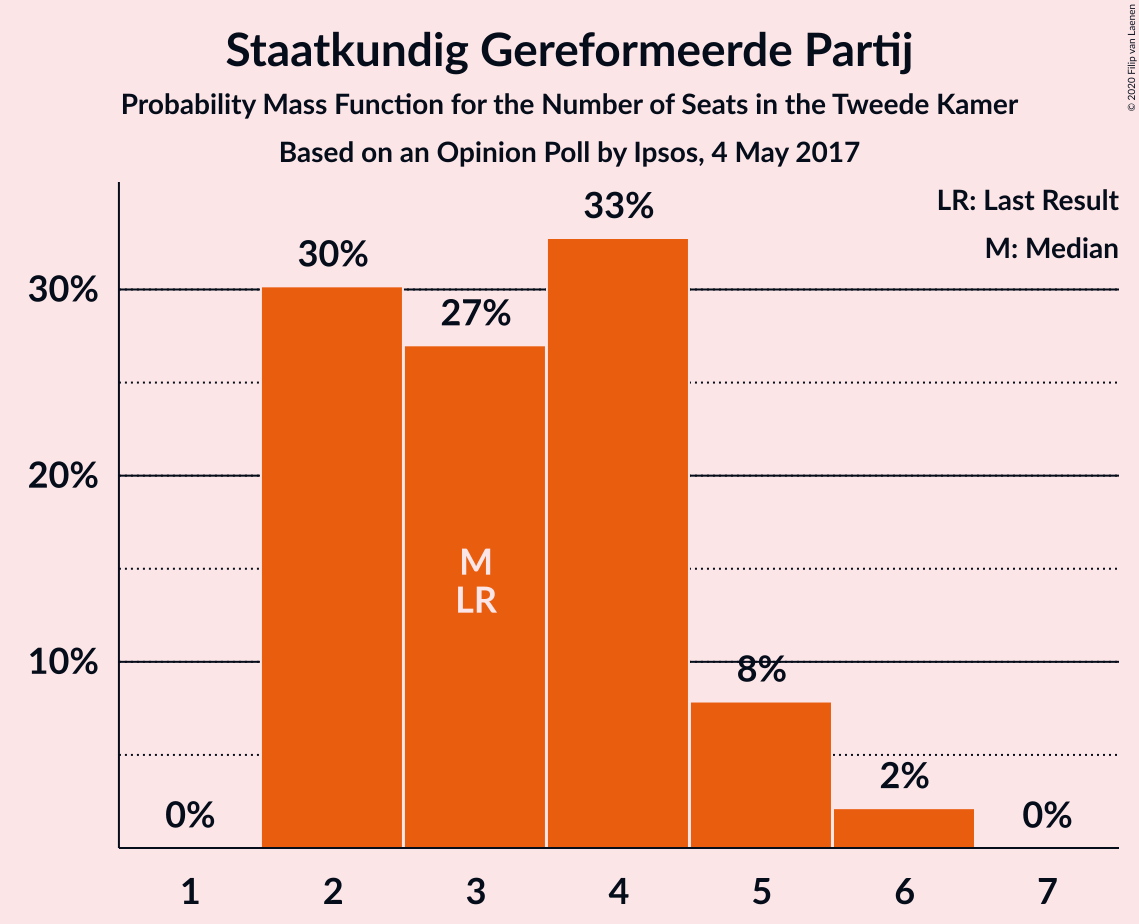 Staatkundig Gereformeerde Partij
Probability Mass Function for the Number of Seats in the Tweede Kamer
Based on an Opinion Poll by Ipsos, 4 May 2017
© 2020 Filip van Laenen
LR: Last Result
M: Median
33%
30%
27%
30%
20%
10%
M
LR
8%
2%
0%
0%
1 2 3 4 5 6 7